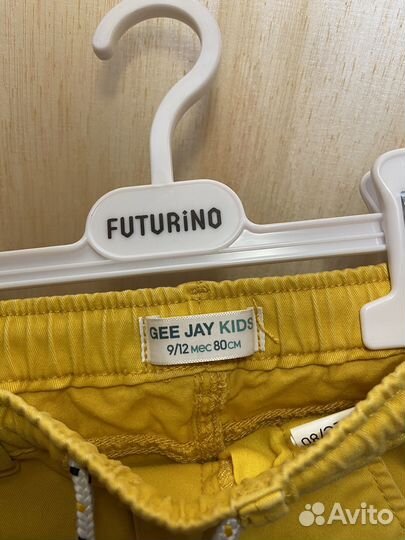 FUTURiNO
GEE JAY KIDS
9/12 мес 80см
Avito